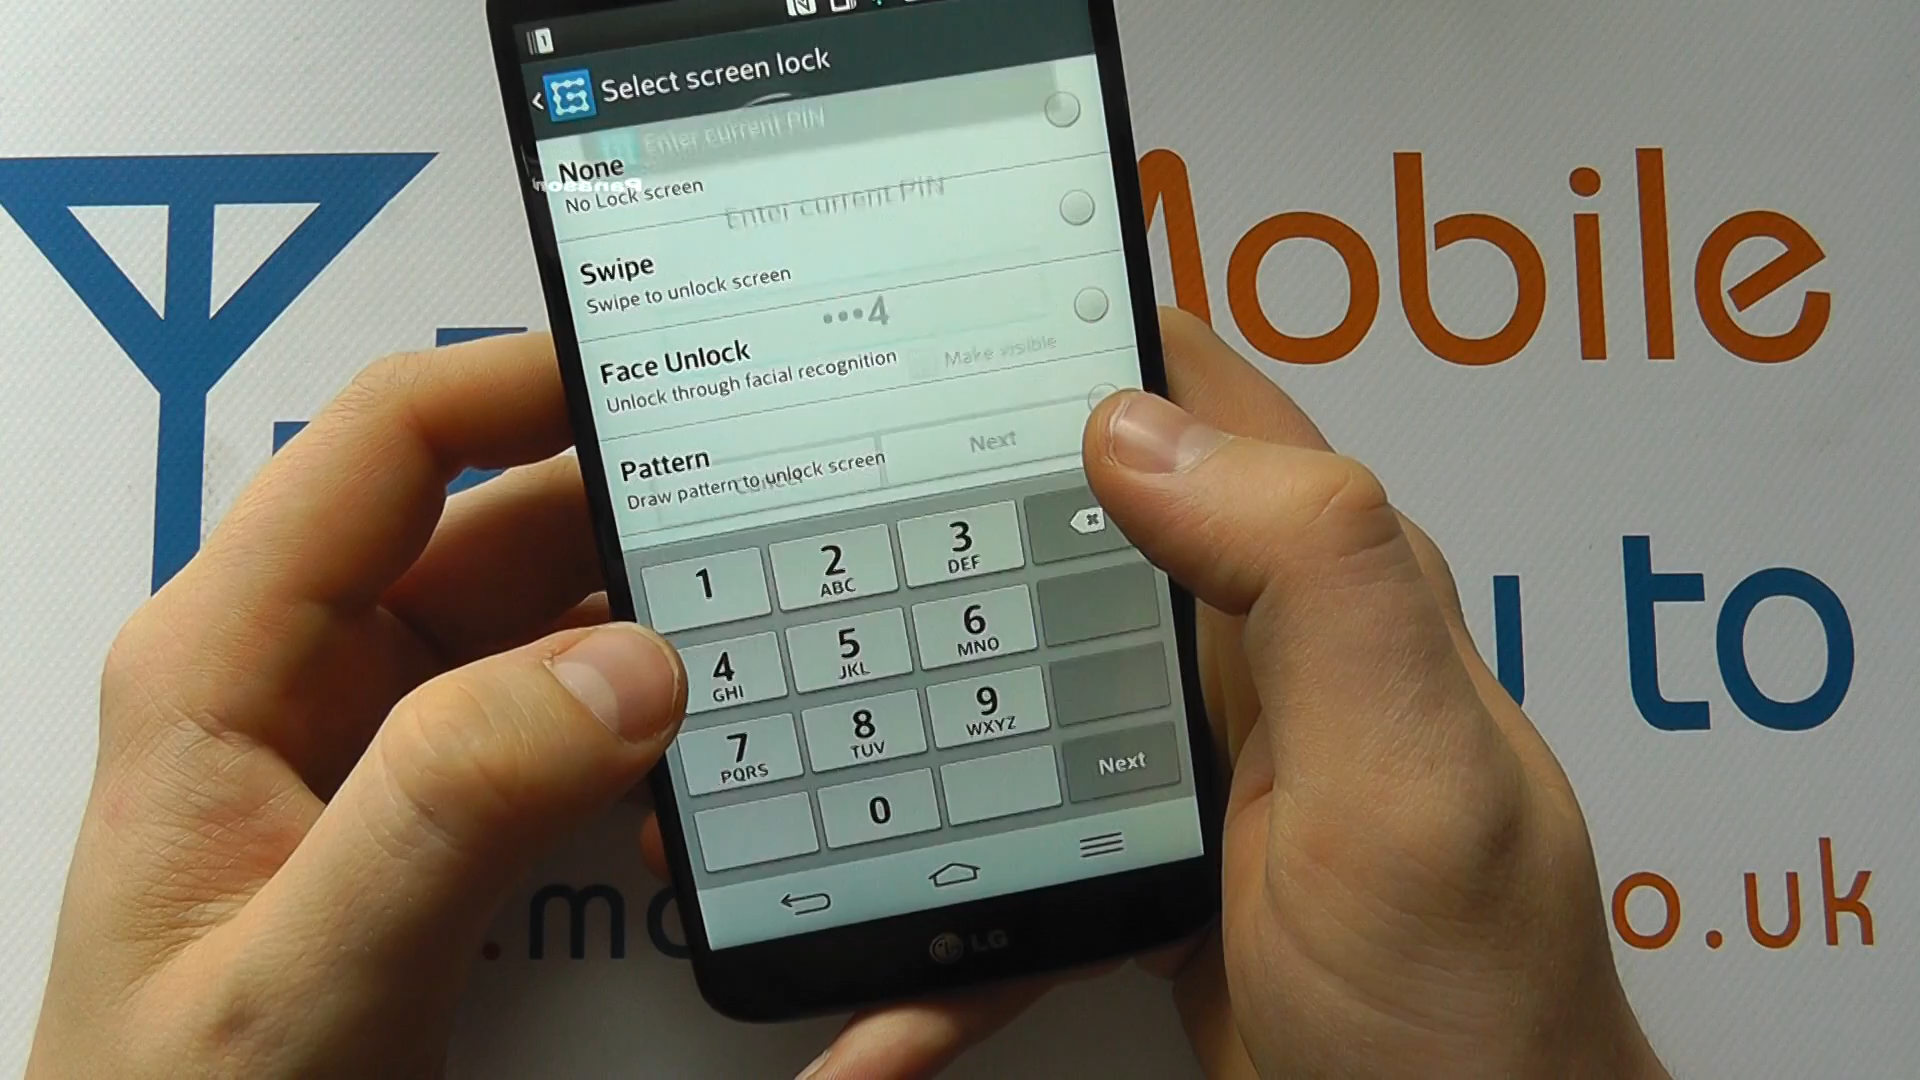 1
Select screen lock
Enter current PIN
None
No Lock screen
Enter current PIN
Swipe
Swipe to unlock screen
•••4
Face Unlock
Unlock through facial recognition
Make visible
Pattern
Draw pattern to unlock screen
Next
1
2 ABC
3 DEF
4 GHI
5 JKL
6 MNO
7 PQRS
8 TUV
9 WXYZ
0
Next
LG
Mobile
to
.mo
o.uk